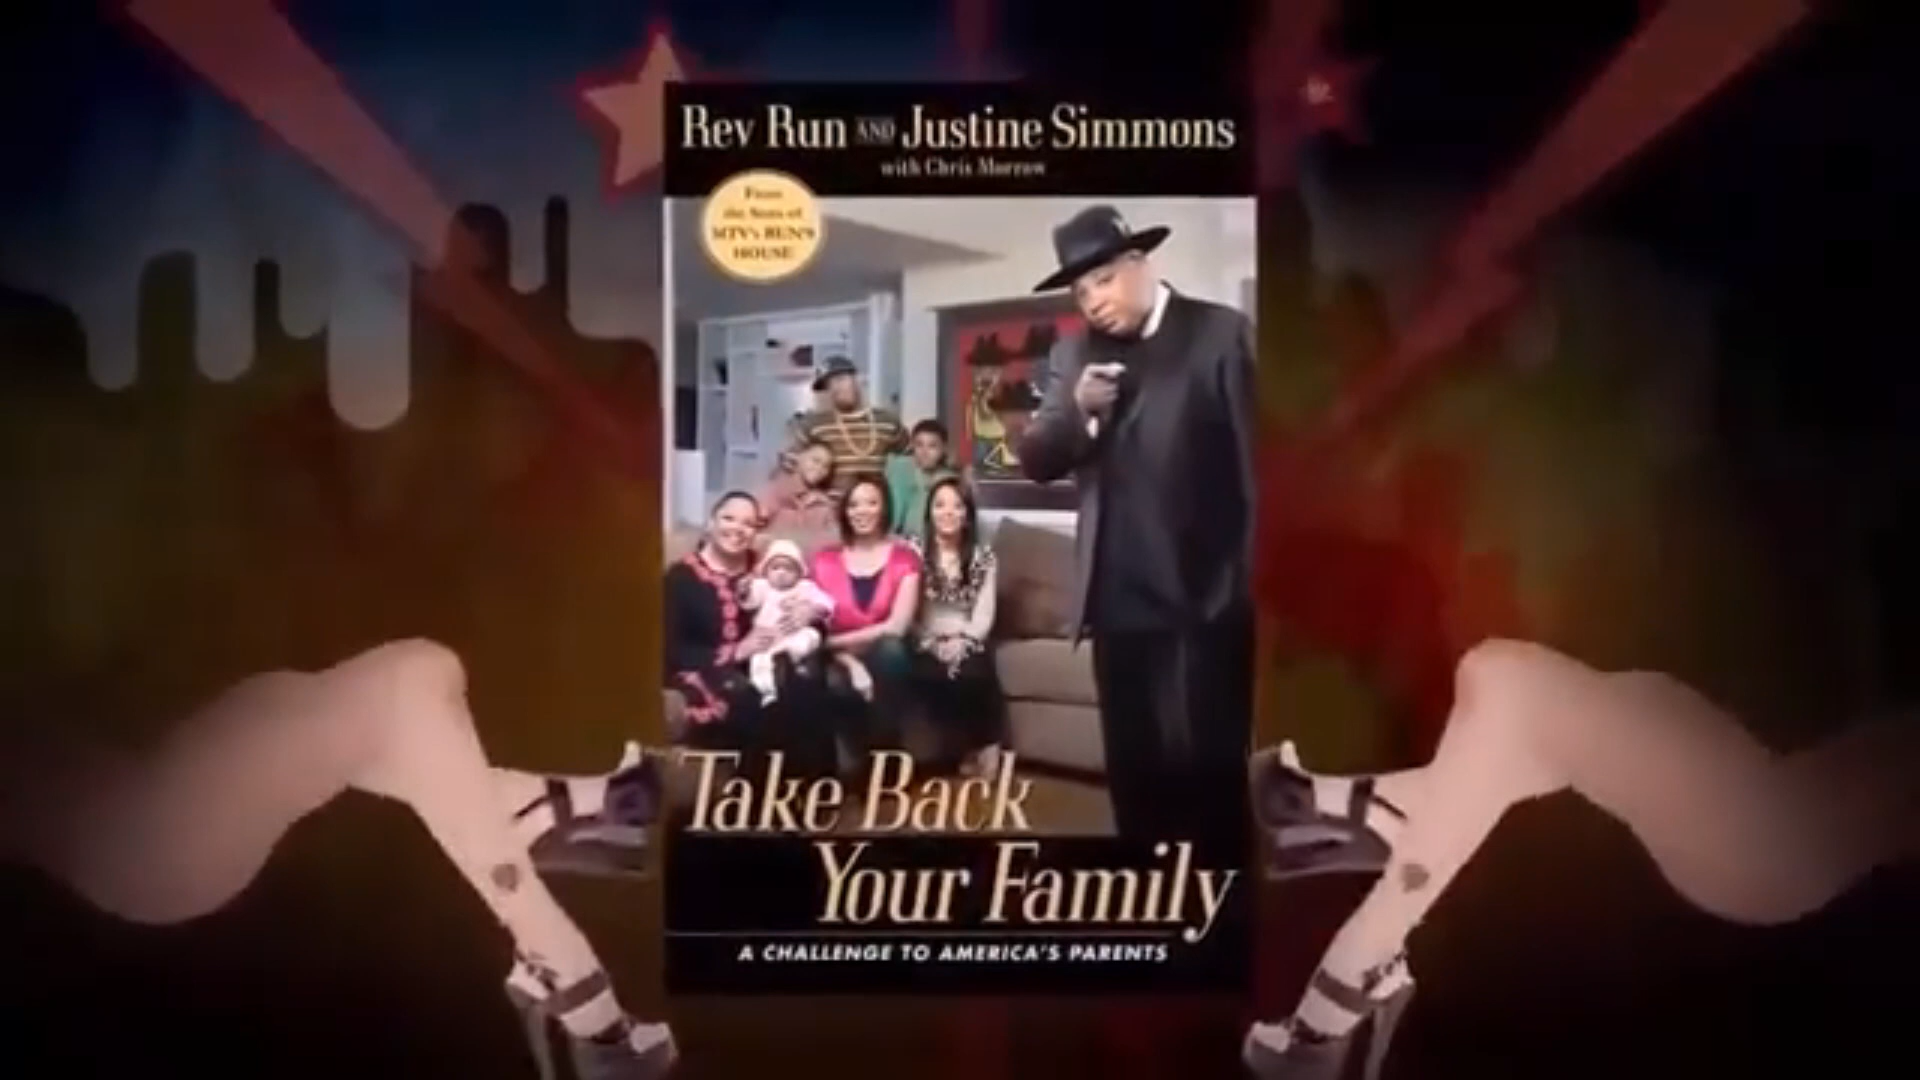 Rev Run AND Justine Simmons
with Chris Morrow
From
the Stars of
MTV's RUN'S
HOUSE
Take Back
Your Family
A CHALLENGE TO AMERICA'S PARENTS